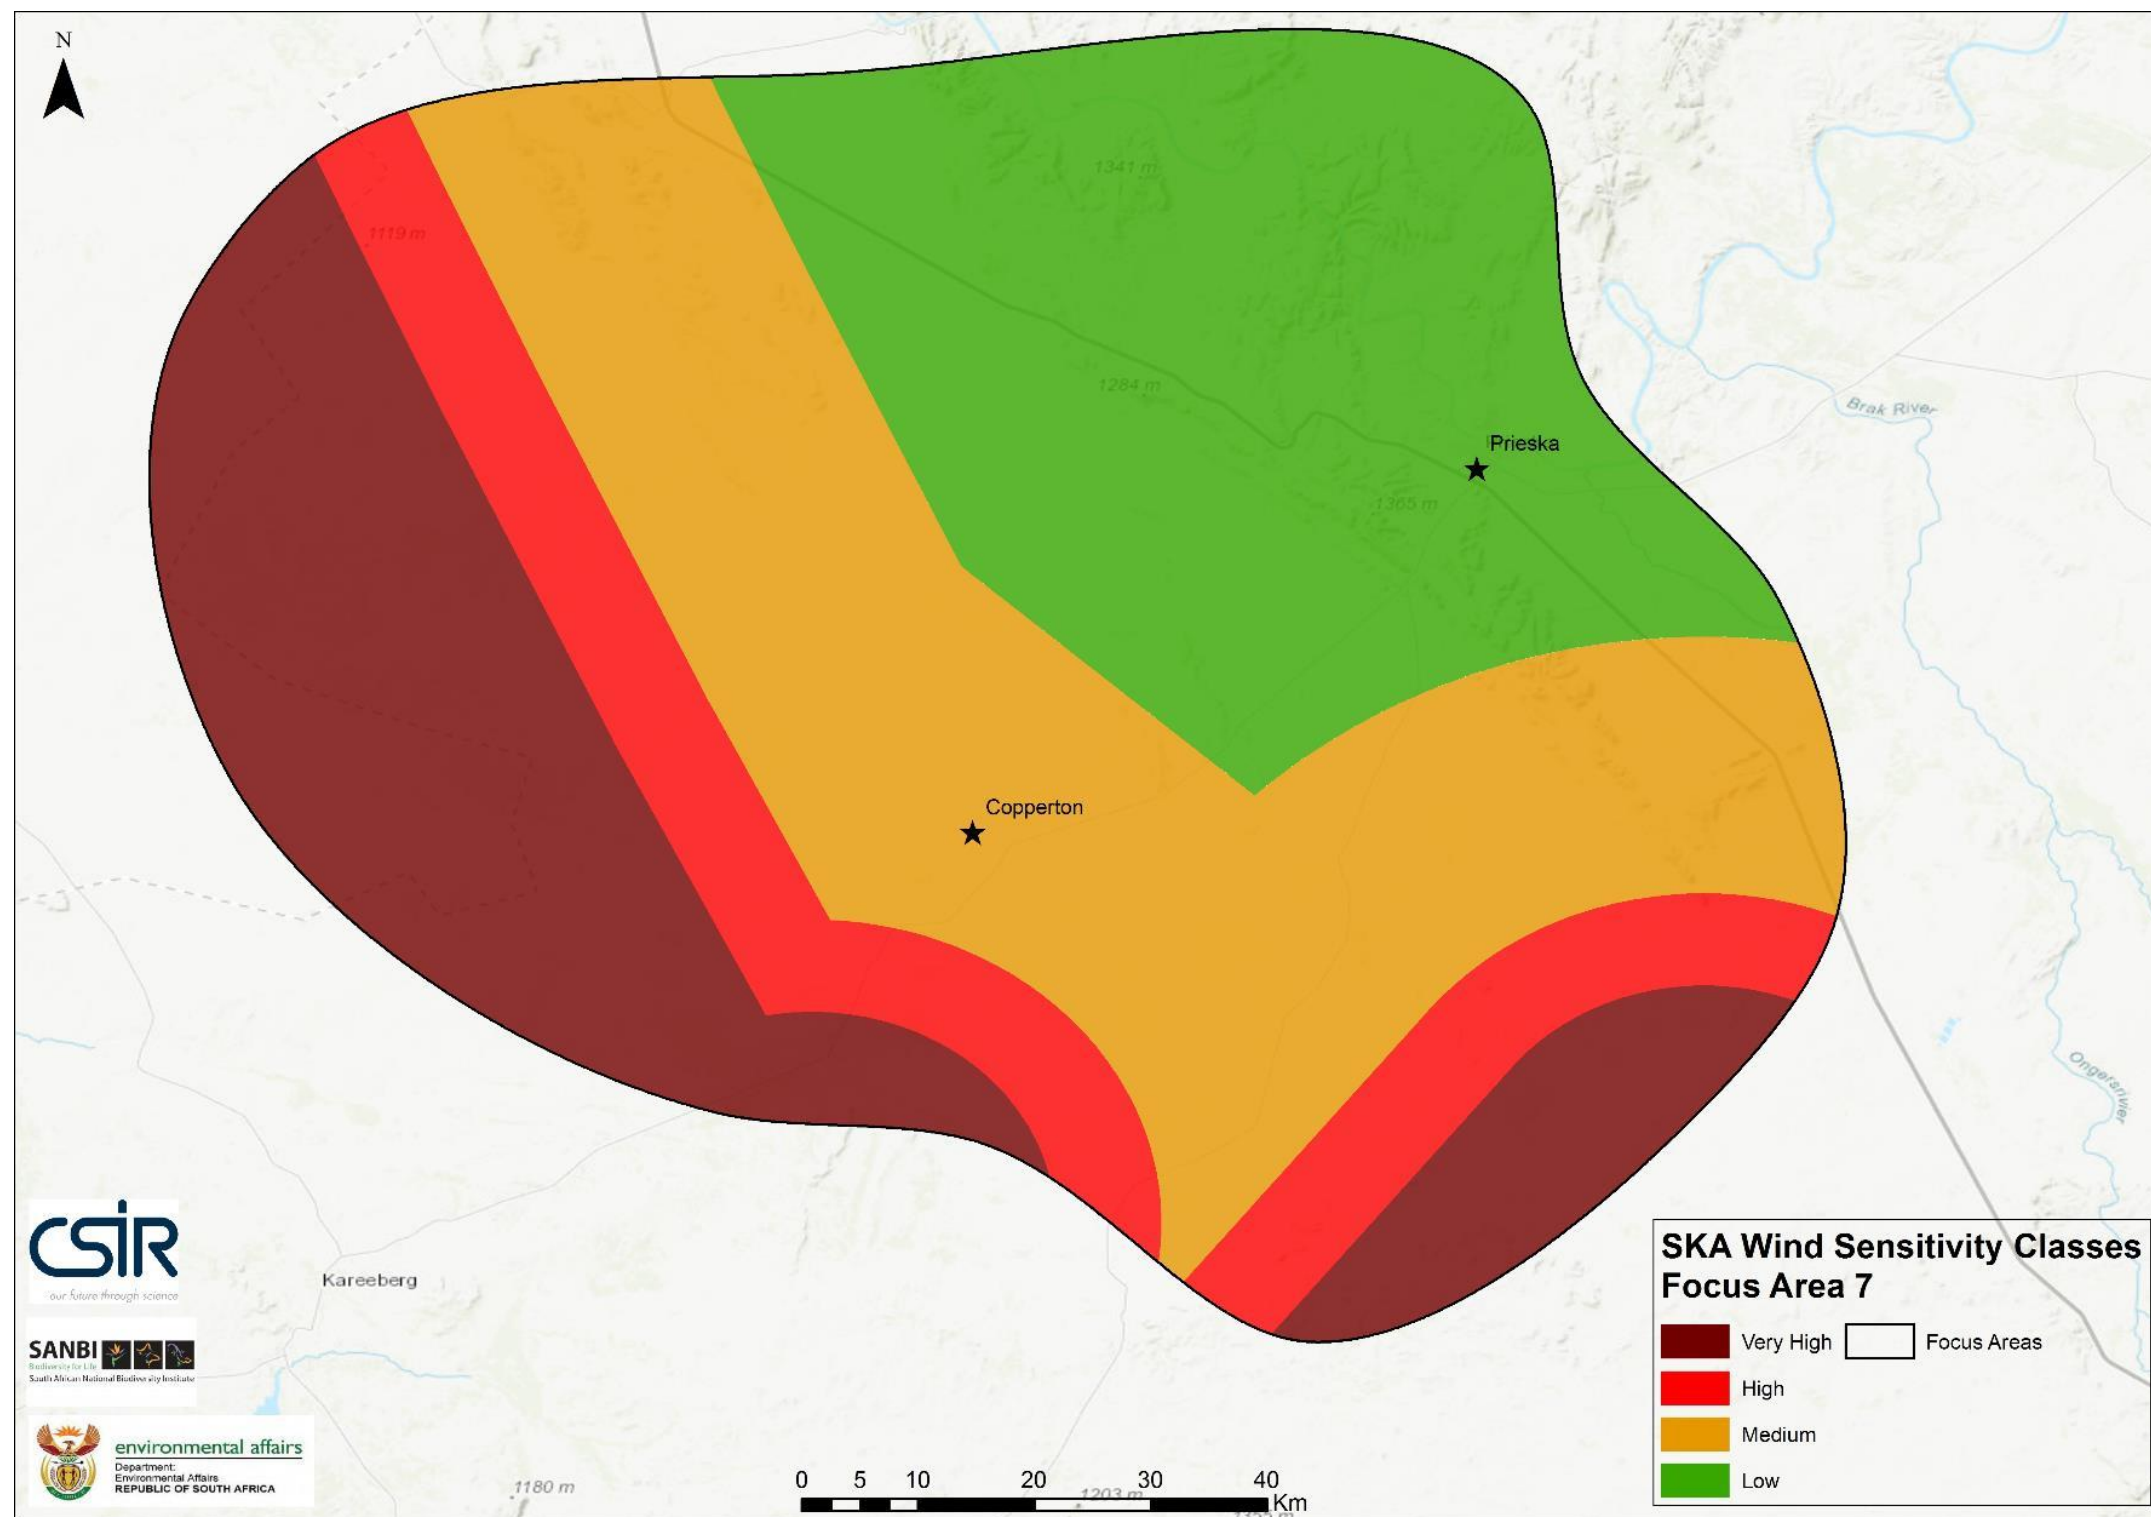 N
1341 m
1119 m
1284 m
Brak River
Prieska
1365 m
Copperton
Ongersrivier
CSIR
our future through science
Kareeberg
SANBI
Biodiversity for Life
South African National Biodiversity Institute
environmental affairs
Department:
Environmental Affairs
REPUBLIC OF SOUTH AFRICA
1180 m
0 5 10 20 30 40
Km
1203 m
SKA Wind Sensitivity Classes
Focus Area 7
Very High
Focus Areas
High
Medium
Low